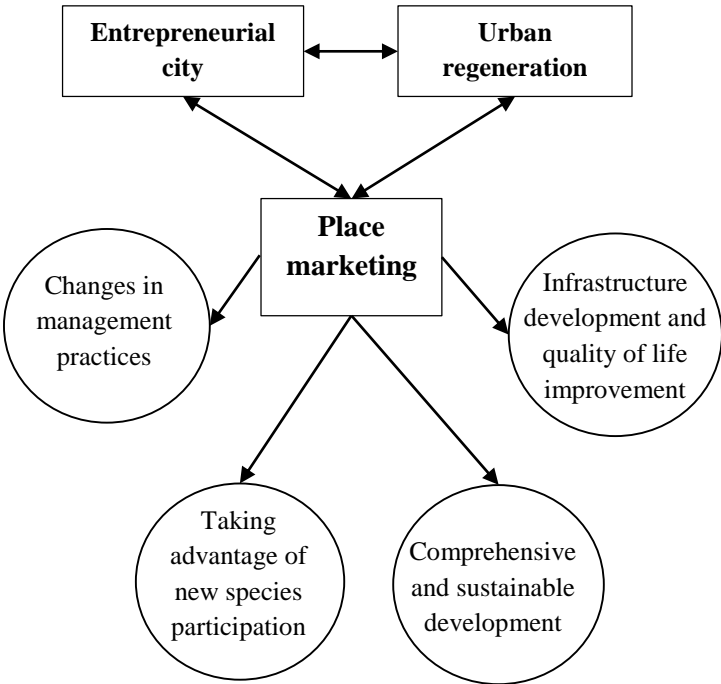 Entrepreneurial
city
Urban
regeneration
Place
marketing
Changes in
management
practices
Infrastructure
development and
quality of life
improvement
Taking
advantage of
new species
participation
Comprehensive
and sustainable
development